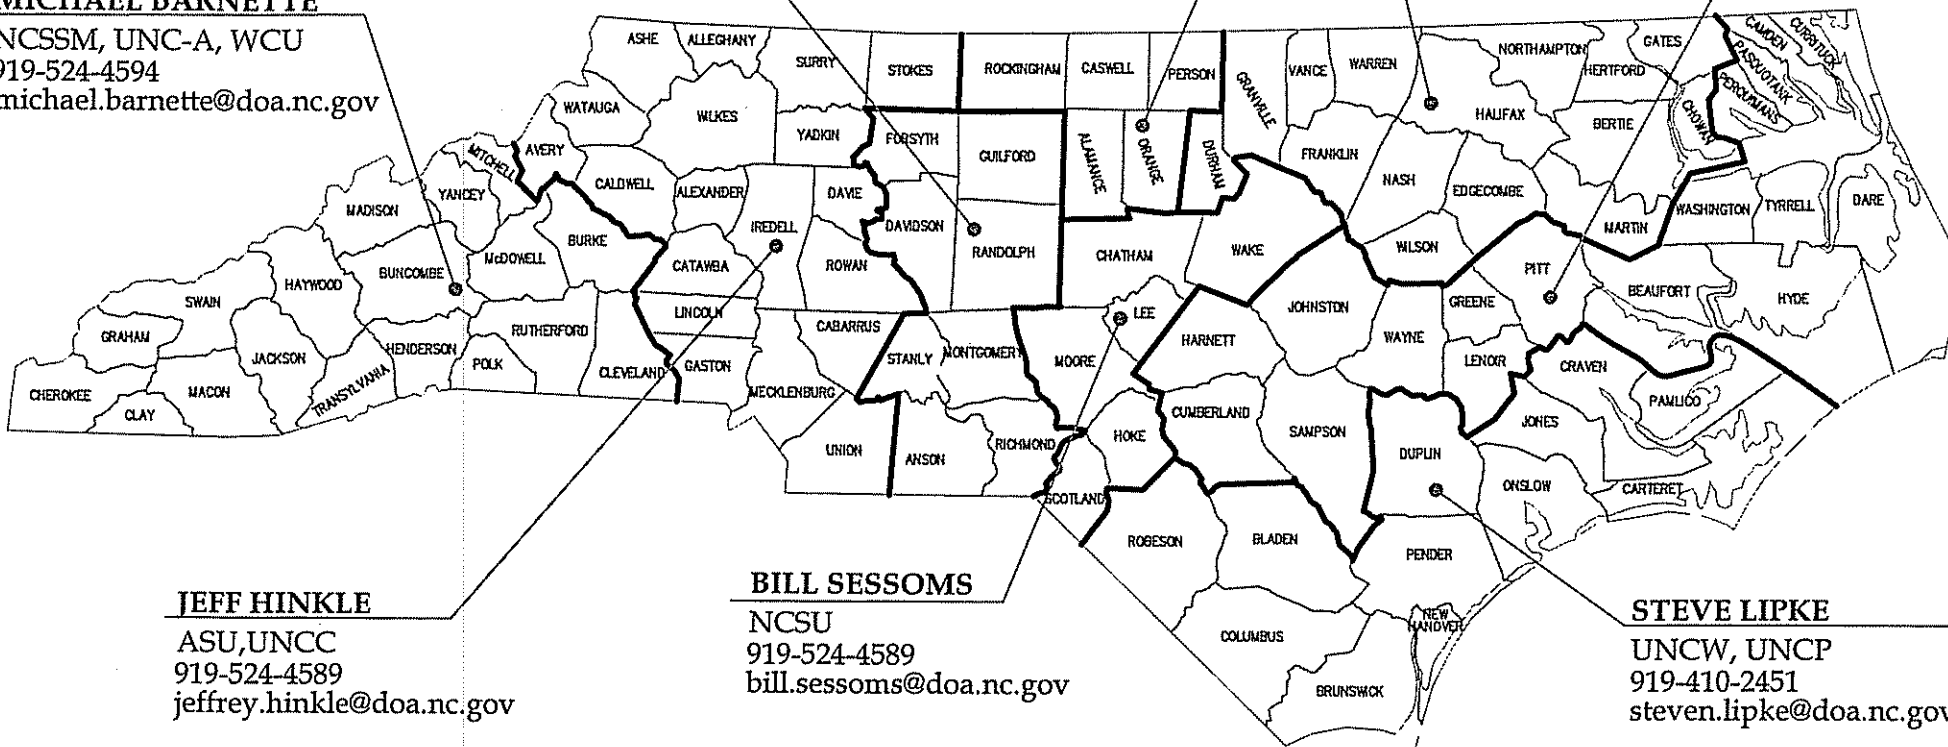 MICHAEL BARNETTE
NCSSM, UNC-A, WCU
919-524-4594
michael.barnette@doa.nc.gov
ASHE
ALLEGHANY
SURRY
STOKES
ROCKINGHAM
CASWELL
PERSON
GRANVILLE
VANCE
WARREN
NORTHAMPTON
GATES
CAMDEN
CURRITUCK
PASQUOTANK
PERQUIMANS
HERTFORD
CHOWAN
BERTIE
HALIFAX
WATAUGA
WILKES
YADKIN
FORSYTH
GUILFORD
ALAMANCE
ORANGE
DURHAM
FRANKLIN
NASH
EDGECOMBE
MARTIN
WASHINGTON
TYRRELL
DARE
MITCHELL
AVERY
CALDWELL
ALEXANDER
DAVIE
IREDELL
DAVIDSON
RANDOLPH
CHATHAM
WAKE
WILSON
MADISON
YANCEY
BURKE
McDOWELL
BUNCOMBE
HAYWOOD
CATAWBA
ROWAN
PITT
BEAUFORT
HYDE
SWAIN
GRAHAM
JACKSON
HENDERSON
RUTHERFORD
LINCOLN
CABARRUS
STANLY
MONTGOMERY
MOORE
LEE
HARNETT
JOHNSTON
WAYNE
GREENE
LENOIR
CRAVEN
PAMLICO
CHEROKEE
CLAY
MACON
TRANSYLVANIA
POLK
CLEVELAND
GASTON
MECKLENBURG
UNION
ANSON
RICHMOND
SCOTLAND
HOKE
CUMBERLAND
SAMPSON
DUPLIN
JONES
ONSLOW
CARTERET
ROBESON
BLADEN
PENDER
COLUMBUS
NEW
HANOVER
BRUNSWICK
JEFF HINKLE
ASU,UNCC
919-524-4589
jeffrey.hinkle@doa.nc.gov
BILL SESSOMS
NCSU
919-524-4589
bill.sessoms@doa.nc.gov
STEVE LIPKE
UNCW, UNCP
919-410-2451
steven.lipke@doa.nc.gov